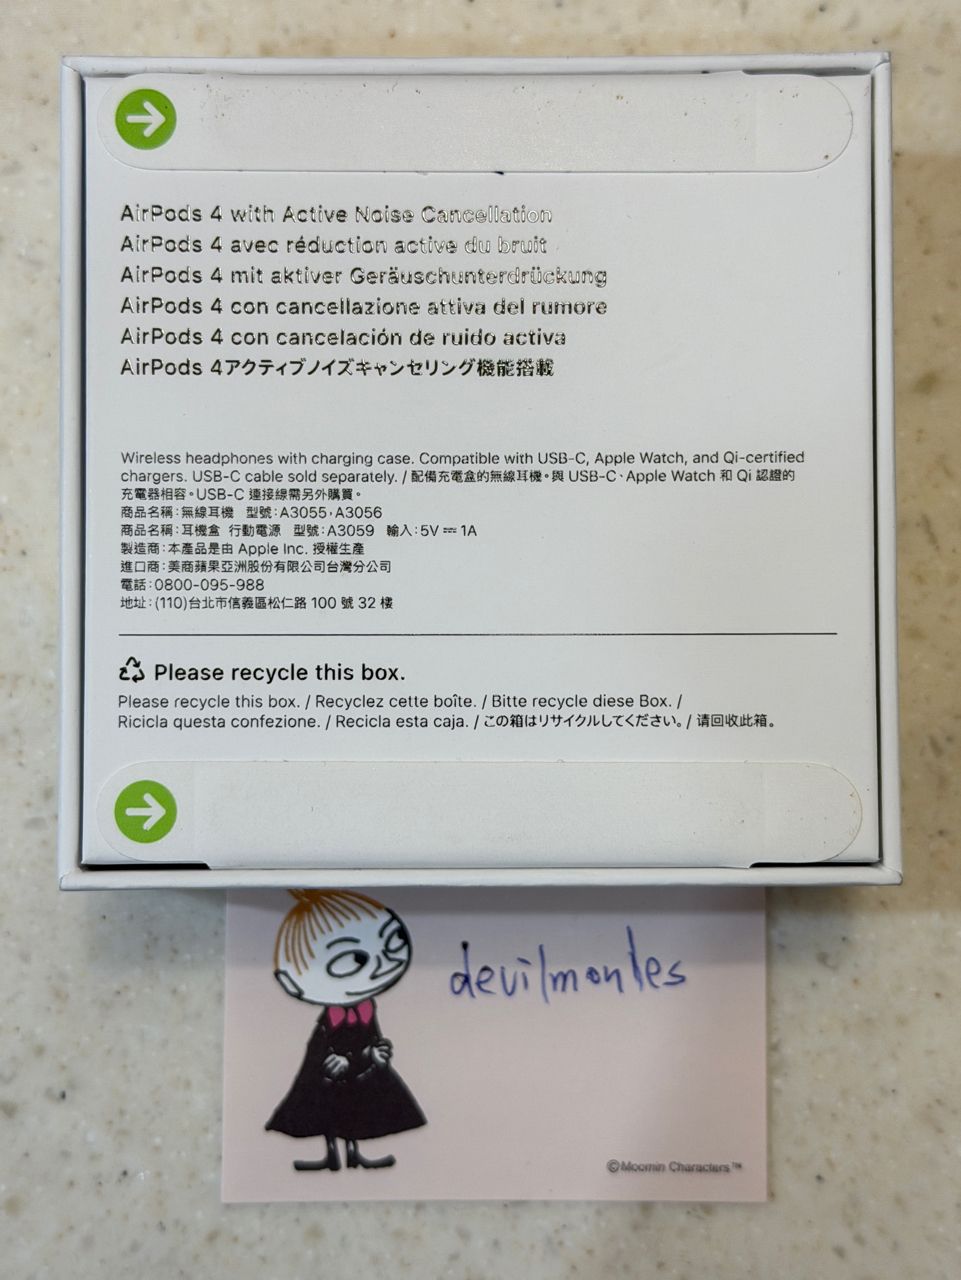 AirPods 4 with Active Noise Cancellation
AirPods 4 avec réduction active du bruit
AirPods 4 mit aktiver Geräuschunterdrückung
AirPods 4 con cancellazione attiva del rumore
AirPods 4 con cancelación de ruido activa
AirPods 4アクティブノイズキャンセリング機能搭載
Wireless headphones with charging case. Compatible with USB-C, Apple Watch, and Qi-certified
chargers. USB-C cable sold separately. / 配備充電盒的無線耳機。與 USB-C、Apple Watch 和 Qi 認證的
充電器相容。USB-C 連接線需另外購買。
商品名稱：無線耳機 型號：A3055，A3056
商品名稱：耳機盒 行動電源 型號：A3059 輸入：5V ⎓ 1A
製造商：本產品是由 Apple Inc. 授權生產
進口商：美商蘋果亞洲股份有限公司台灣分公司
電話：0800-095-988
地址：(110)台北市信義區松仁路 100 號 32 樓
Please recycle this box.
Please recycle this box. / Recyclez cette boîte. / Bitte recycle diese Box. /
Ricicla questa confezione. / Recicla esta caja. / この箱はリサイクルしてください。/ 请回收此箱。
devilmontes
©Moomin Characters™